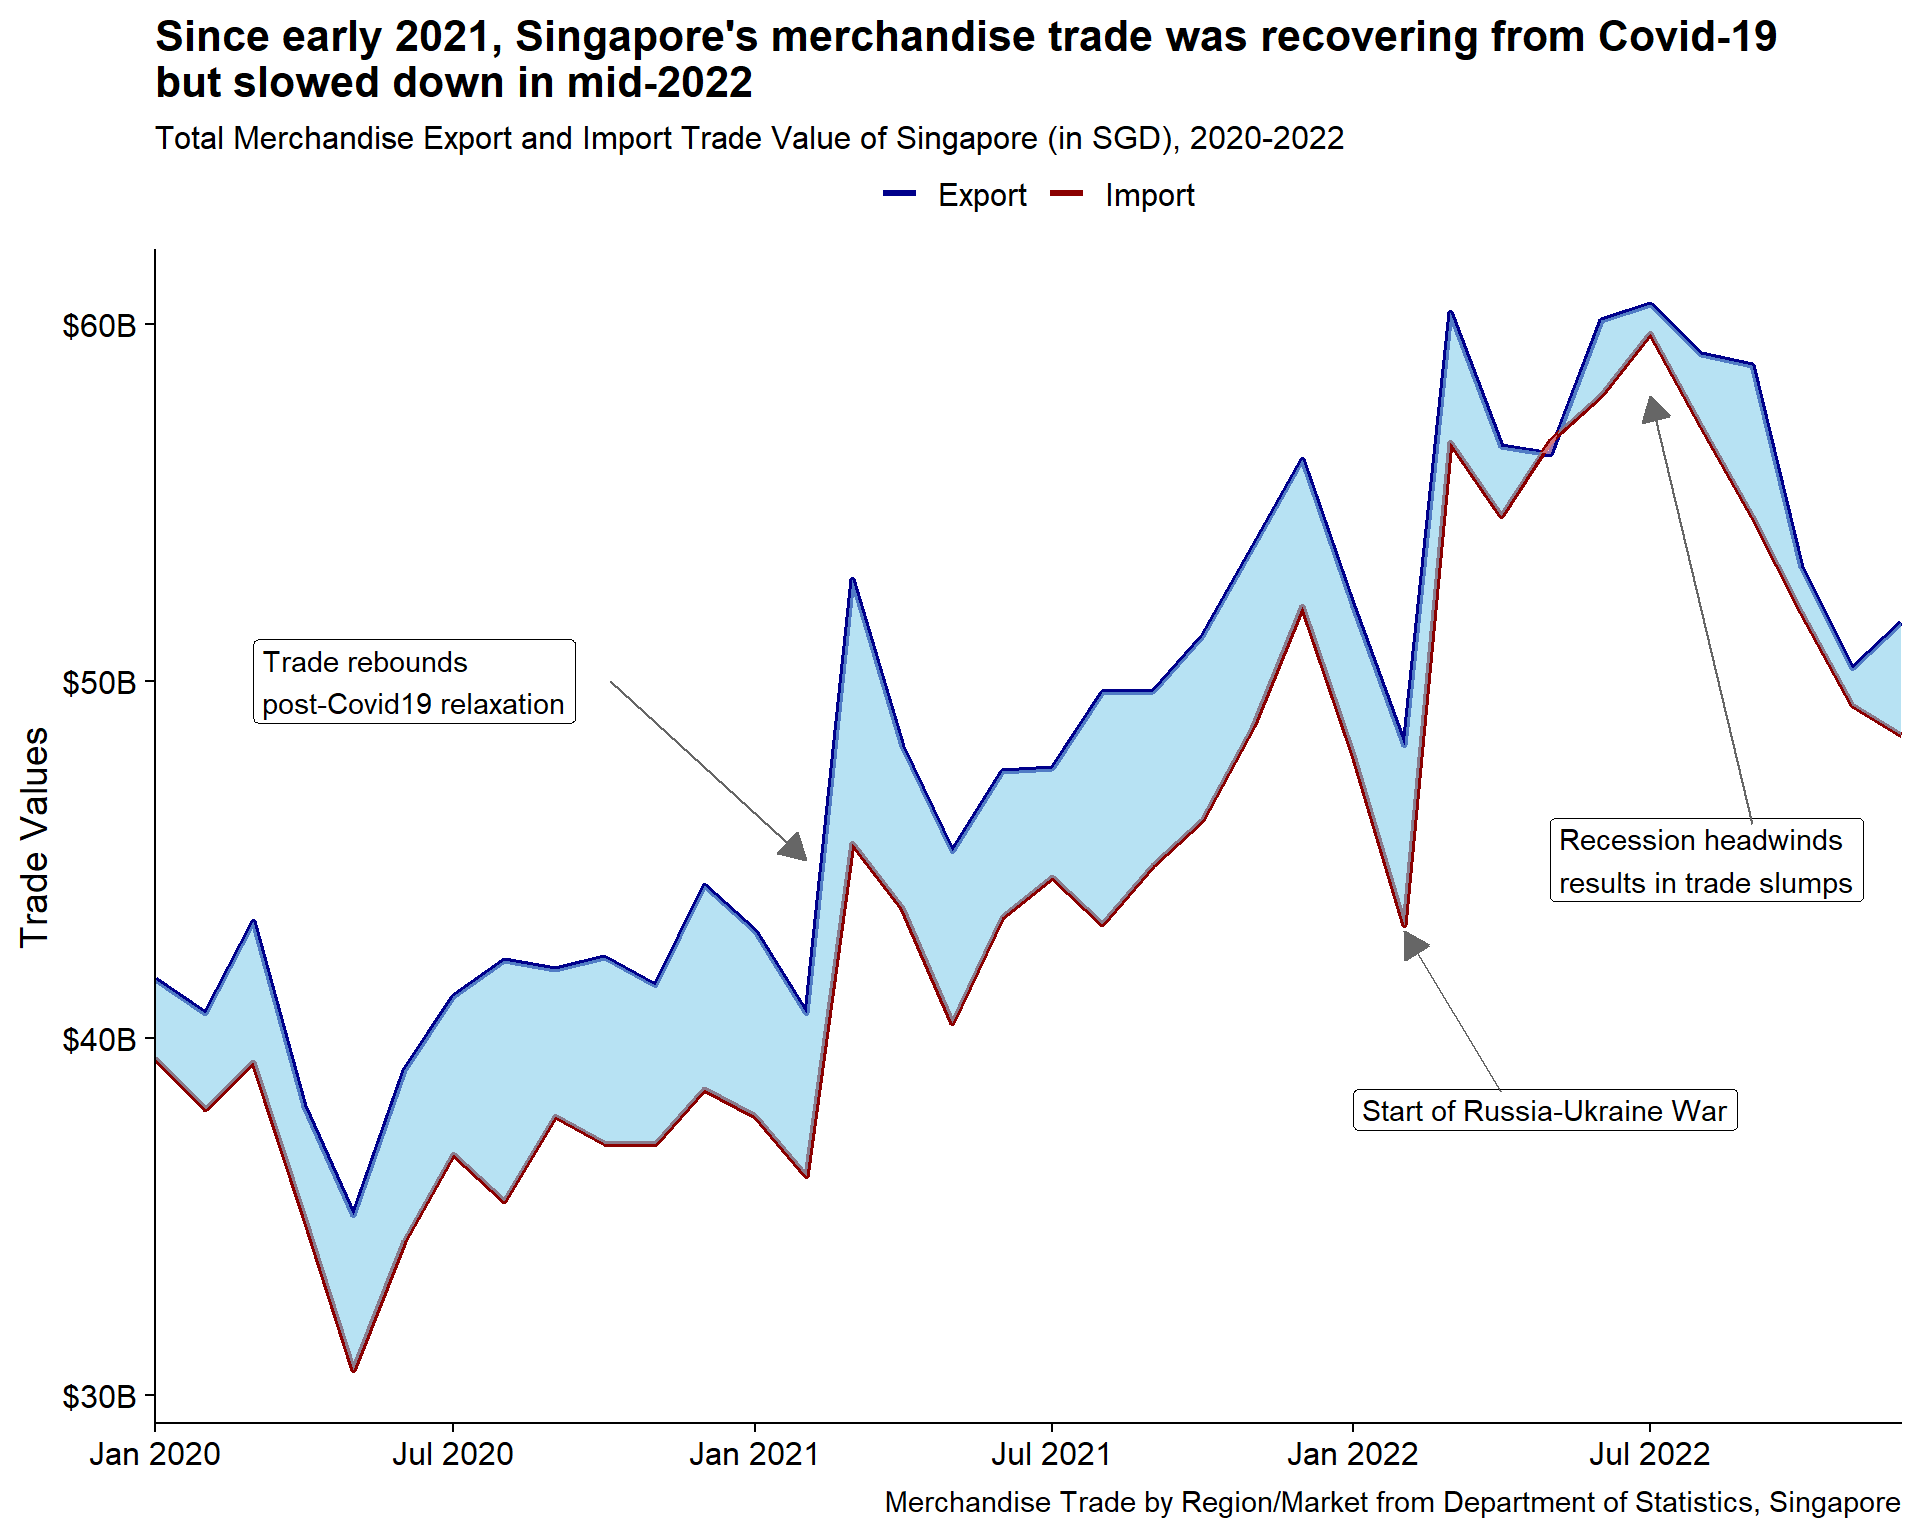 Since early 2021, Singapore's merchandise trade was recovering from Covid-19
but slowed down in mid-2022
Total Merchandise Export and Import Trade Value of Singapore (in SGD), 2020-2022
Export Import
Trade Values
$60B
$50B
$40B
$30B
Trade rebounds
post-Covid19 relaxation
Recession headwinds
results in trade slumps
Start of Russia-Ukraine War
Jan 2020 Jul 2020 Jan 2021 Jul 2021 Jan 2022 Jul 2022
Merchandise Trade by Region/Market from Department of Statistics, Singapore